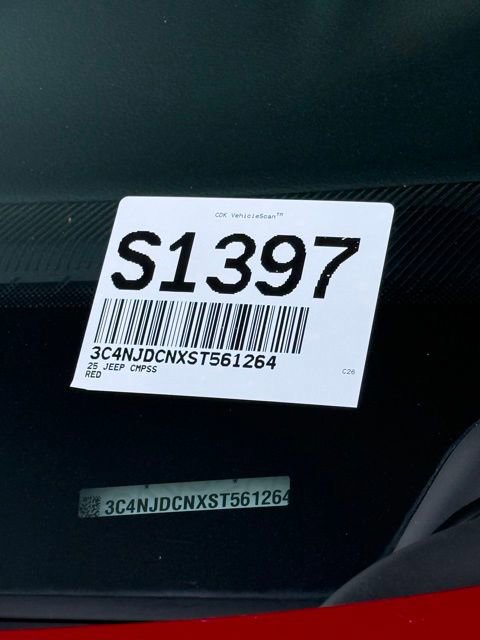 CDK VehicleScan™
S1397
3C4NJDCNXST561264
25 JEEP CMPSS
RED
C26
3C4NJDCNXST561264